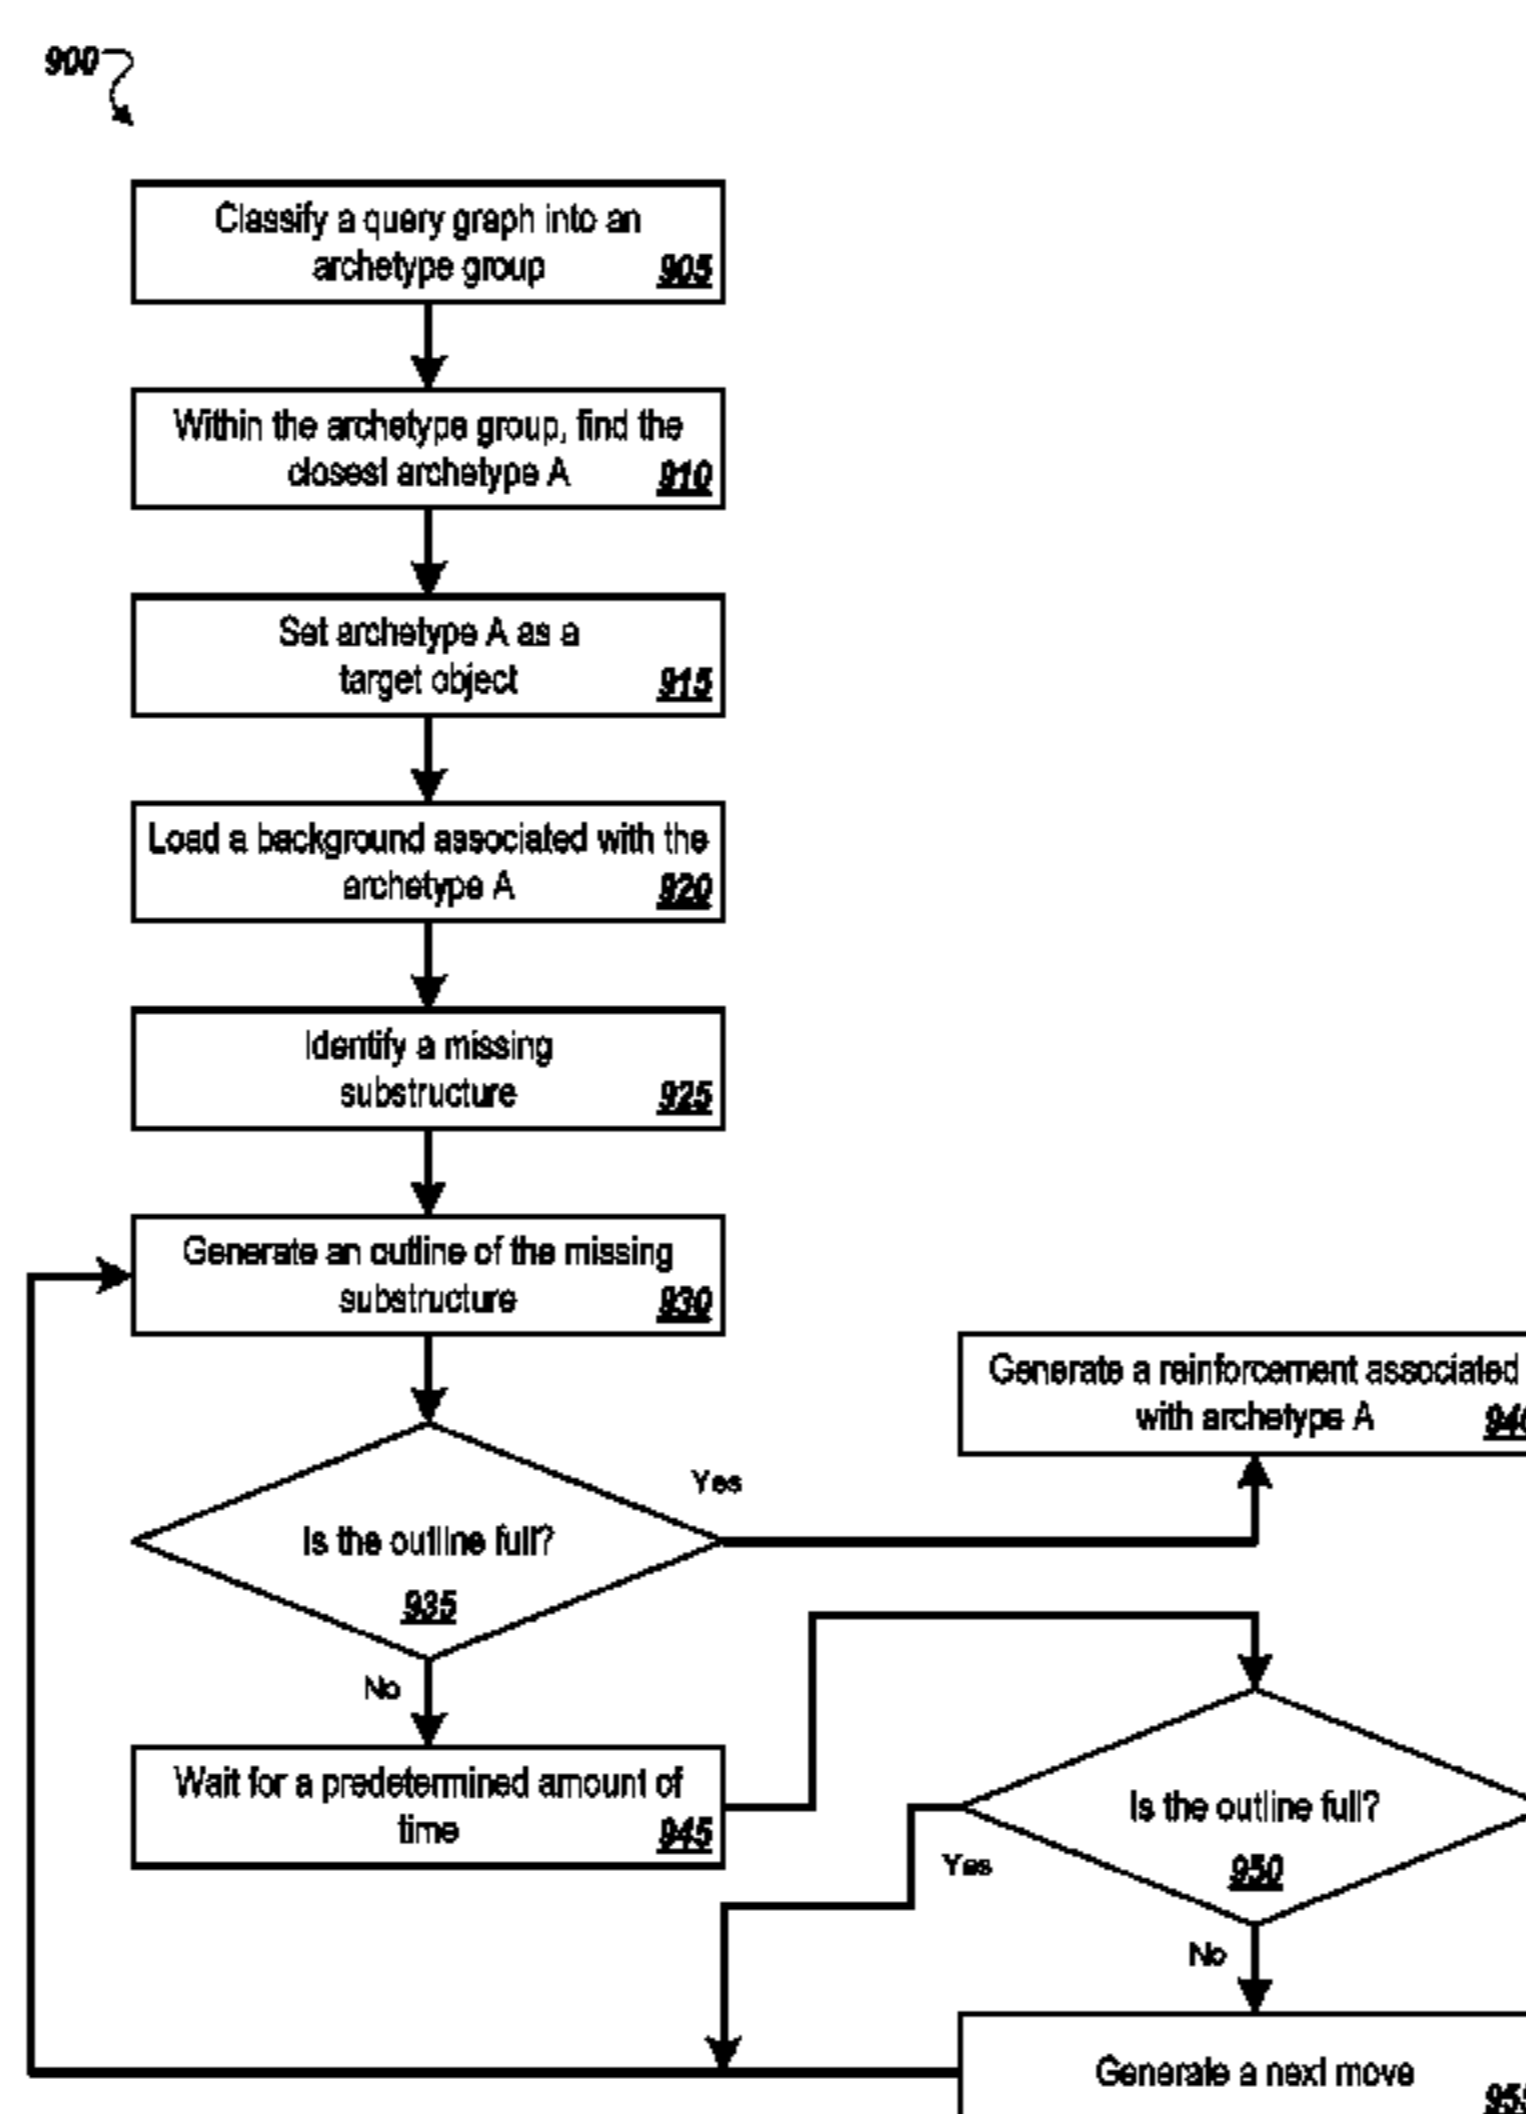 900
Classify a query graph into an
archetype group
905
Within the archetype group, find the
closest archetype A
910
Set archetype A as a
target object
915
Load a background associated with the
archetype A
920
Identify a missing
substructure
925
Generate an outline of the missing
substructure
930
Generate a reinforcement associated
with archetype A
Yes
Is the outline full?
935
No
Wait for a predetermined amount of
time
945
Is the outline full?
950
Yes
No
Generate a next move